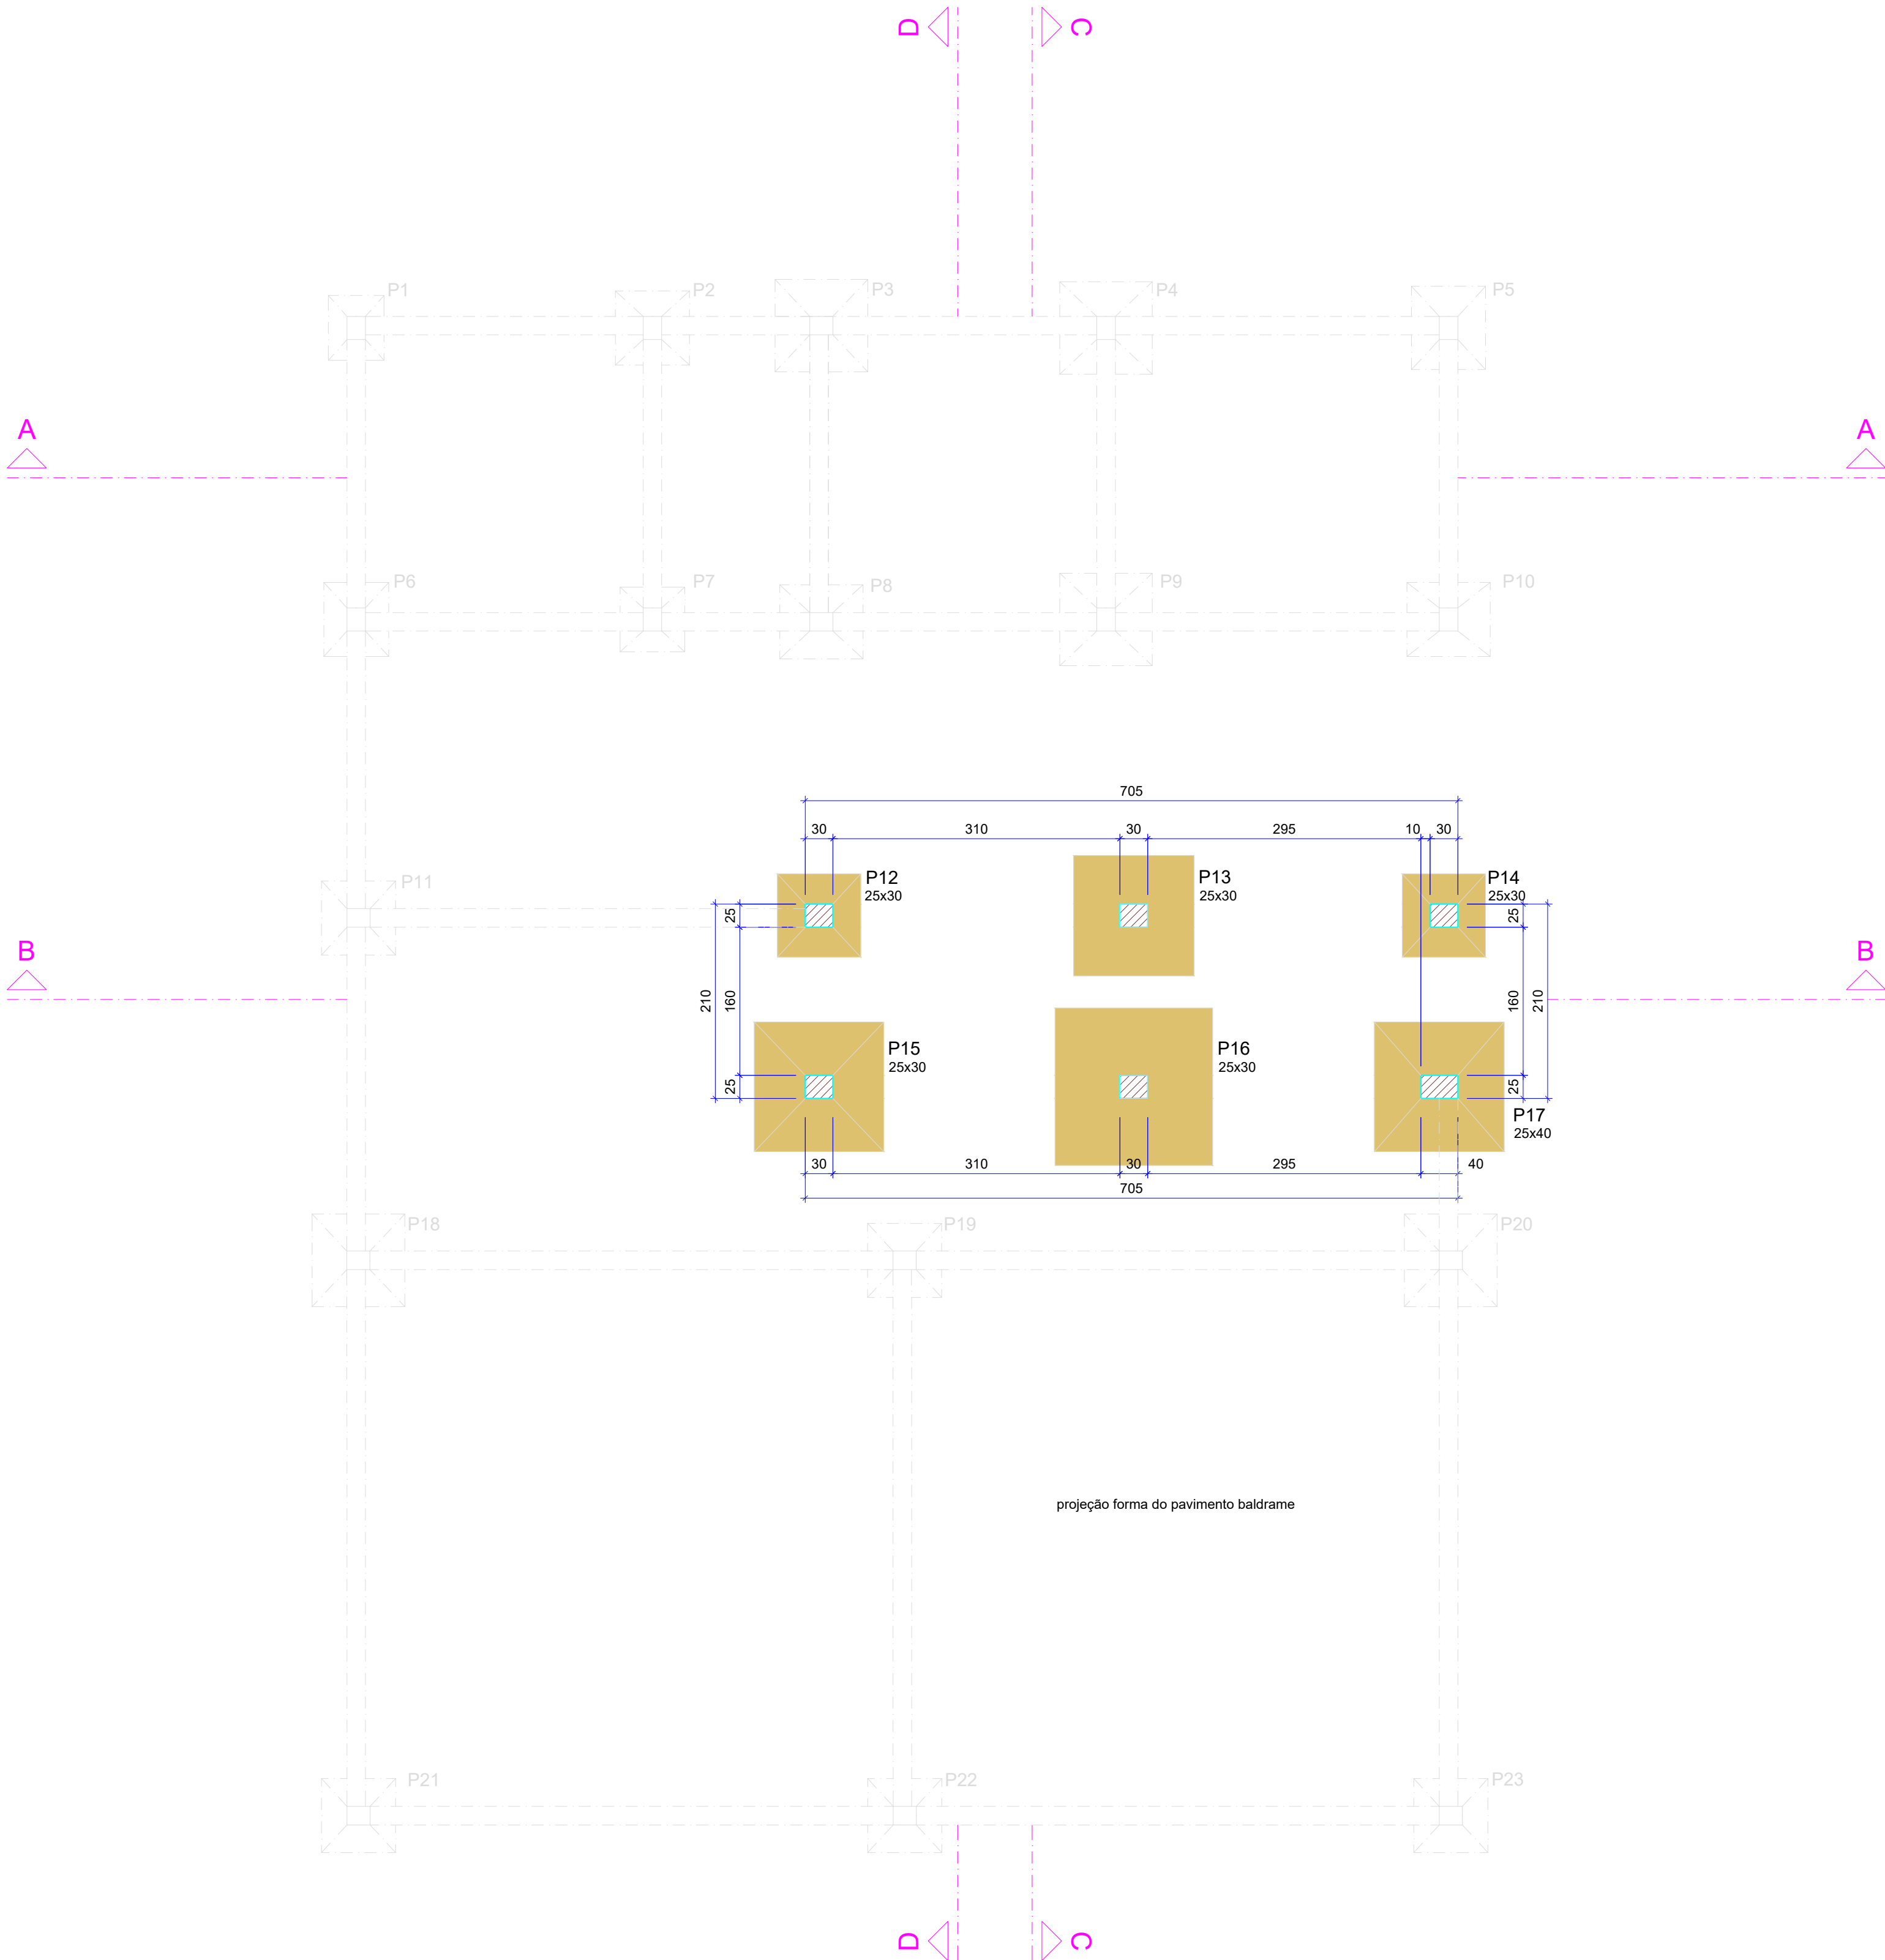 D C
P1 P2 P3 P4 P5
A A
P6 P7 P8 P9 P10
705
30 310 30 295 10 30
P11 P12 P13 P14
25x30 25x30 25x30
25 25
B B
210 160 160 210
P15 P16
25x30 25x30
25 25
P17
25x40
30 310 30 295 40
705
P18 P19 P20
projeção forma do pavimento baldrame
P21 P22 P23
D C